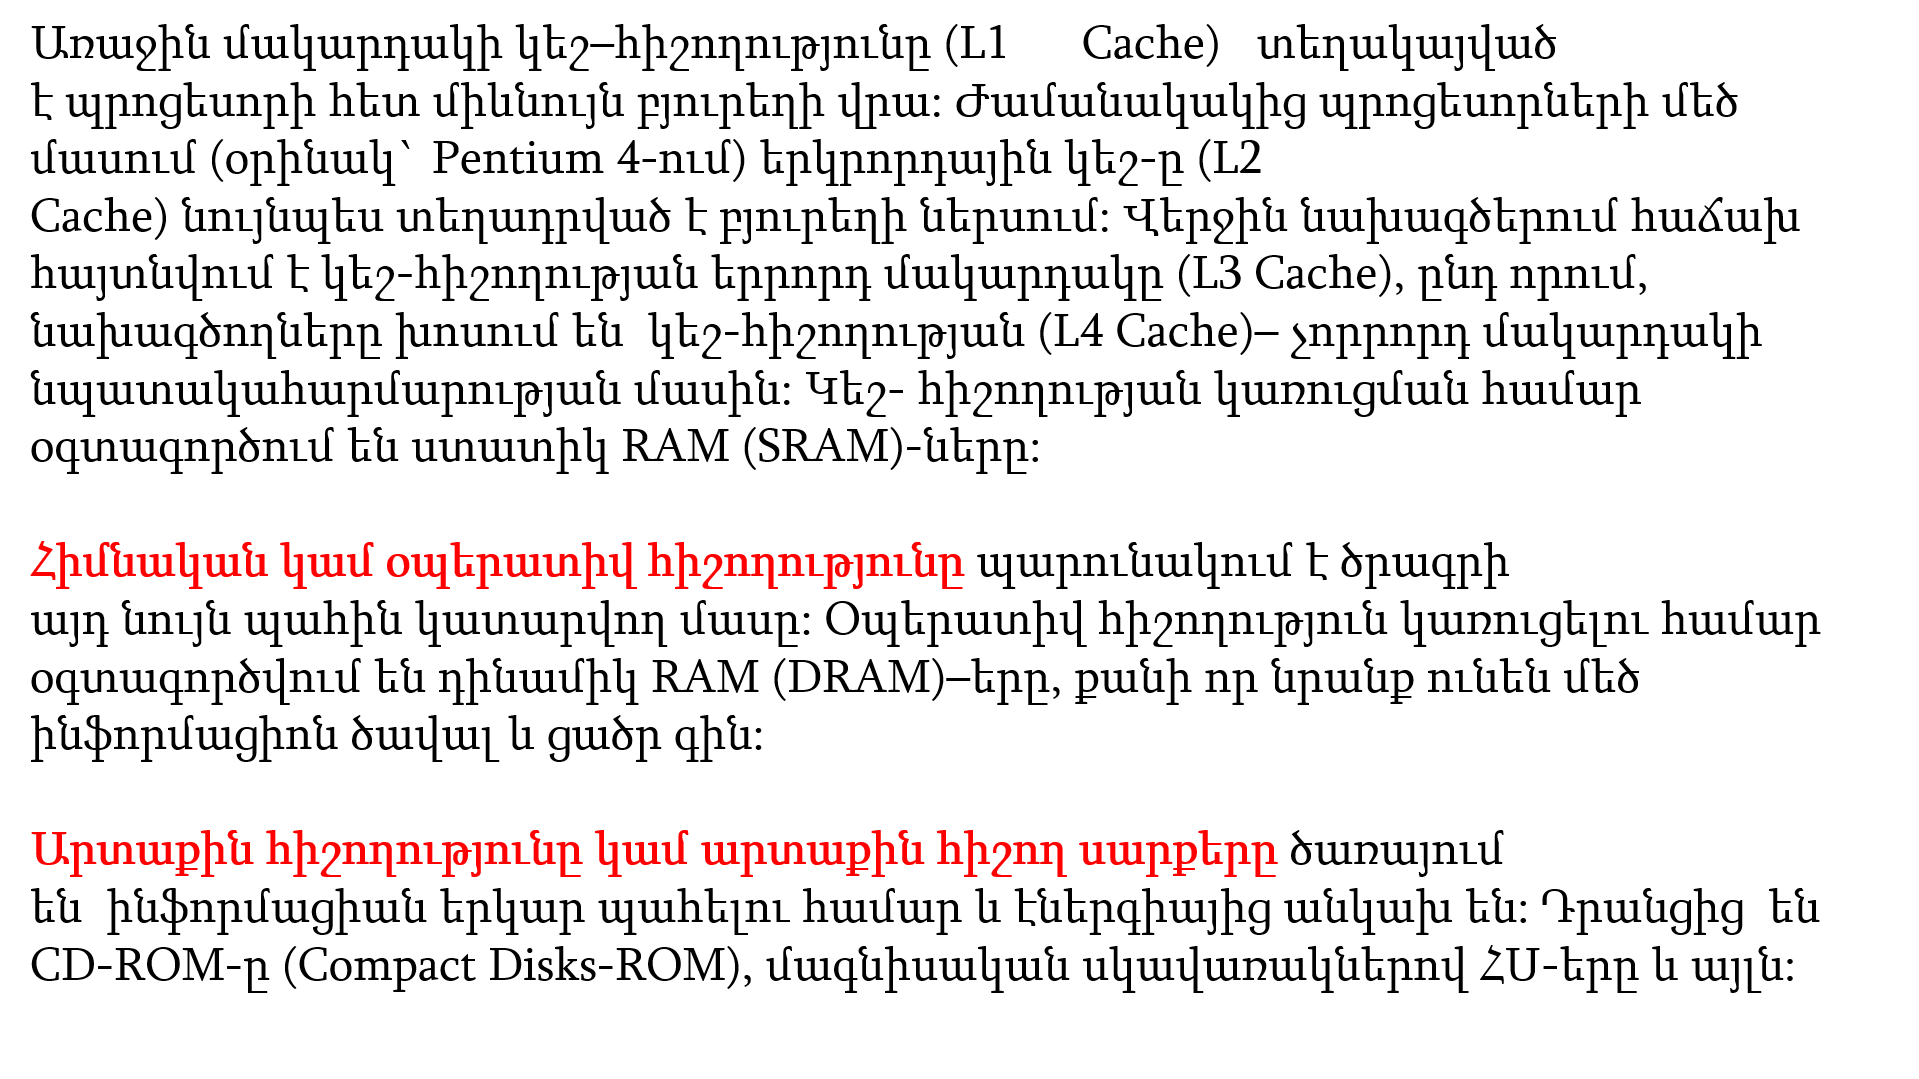 Առաջին մակարդակի կեշ–հիշողությունը (L1 Cache) տեղակայված
է պրոցեսորի հետ միևնույն բյուրեղի վրա: Ժամանակակից պրոցեսորների մեծ
մասում (օրինակ` Pentium 4-ում) երկրորդային կեշ-ը (L2
Cache) նույնպես տեղադրված է բյուրեղի ներսում: Վերջին նախագծերում հաճախ
հայտնվում է կեշ-հիշողության երրորդ մակարդակը (L3 Cache), ընդ որում,
նախագծողները խոսում են կեշ-հիշողության (L4 Cache)– չորրորդ մակարդակի
նպատակահարմարության մասին: Կեշ- հիշողության կառուցման համար
օգտագործում են ստատիկ RAM (SRAM)-ները:
Հիմնական կամ օպերատիվ հիշողությունը պարունակում է ծրագրի
այդ նույն պահին կատարվող մասը: Օպերատիվ հիշողություն կառուցելու համար
օգտագործվում են դինամիկ RAM (DRAM)–երը, քանի որ նրանք ունեն մեծ
ինֆորմացիոն ծավալ և ցածր գին:
Արտաքին հիշողությունը կամ արտաքին հիշող սարքերը ծառայում
են ինֆորմացիան երկար պահելու համար և էներգիայից անկախ են: Դրանցից են
CD-ROM-ը (Compact Disks-ROM), մագնիսական սկավառակներով ՀՍ-երը և այլն: